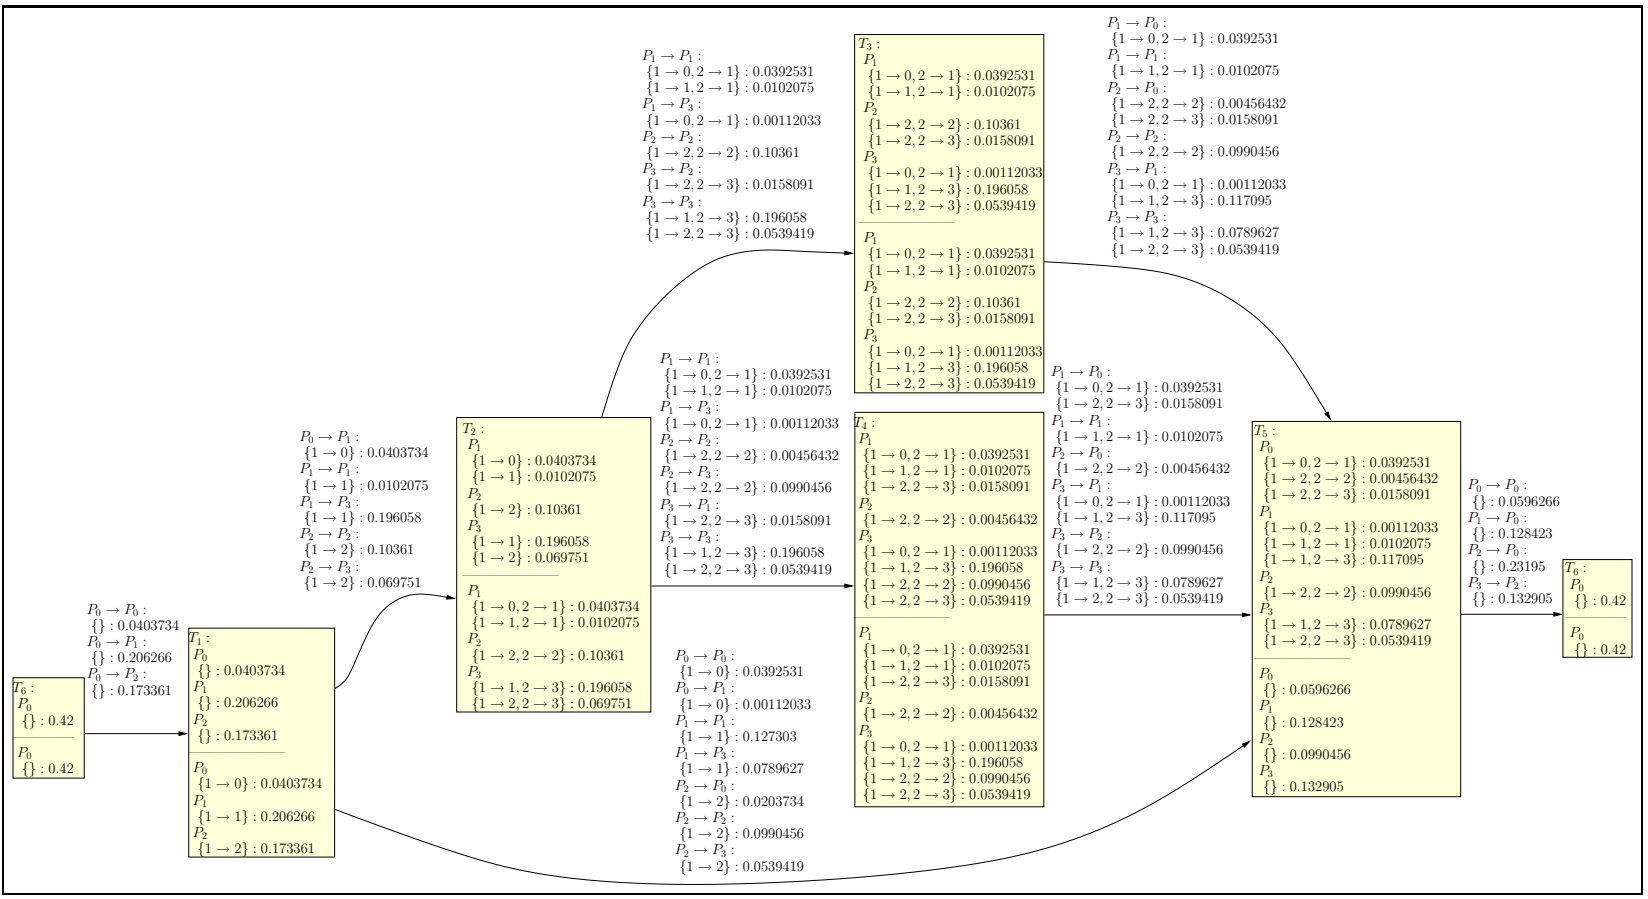 T₆ :
P₀
{} : 0.42
P₀
{} : 0.42
P₀ → P₀ :
{} : 0.0403734
P₀ → P₁ :
{} : 0.206266
P₀ → P₂ :
{} : 0.173361
T₁ :
P₀
{} : 0.0403734
P₁
{} : 0.206266
P₂
{} : 0.173361
P₀
{1 → 0} : 0.0403734
P₁
{1 → 1} : 0.206266
P₂
{1 → 2} : 0.173361
P₀ → P₁ :
{1 → 0} : 0.0403734
P₁ → P₁ :
{1 → 1} : 0.0102075
P₁ → P₃ :
{1 → 1} : 0.196058
P₂ → P₂ :
{1 → 2} : 0.10361
P₂ → P₃ :
{1 → 2} : 0.069751
T₂ :
P₁
{1 → 0} : 0.0403734
{1 → 1} : 0.0102075
P₂
{1 → 2} : 0.10361
P₃
{1 → 1} : 0.196058
{1 → 2} : 0.069751
P₁
{1 → 0, 2 → 1} : 0.0403734
{1 → 1, 2 → 1} : 0.0102075
P₂
{1 → 2, 2 → 2} : 0.10361
P₃
{1 → 1, 2 → 3} : 0.196058
{1 → 2, 2 → 3} : 0.069751
P₁ → P₁ :
{1 → 0, 2 → 1} : 0.0392531
{1 → 1, 2 → 1} : 0.0102075
P₁ → P₃ :
{1 → 0, 2 → 1} : 0.00112033
P₂ → P₂ :
{1 → 2, 2 → 2} : 0.10361
P₃ → P₂ :
{1 → 2, 2 → 3} : 0.0158091
P₃ → P₃ :
{1 → 1, 2 → 3} : 0.196058
{1 → 2, 2 → 3} : 0.0539419
P₁ → P₁ :
{1 → 0, 2 → 1} : 0.0392531
{1 → 1, 2 → 1} : 0.0102075
P₁ → P₃ :
{1 → 0, 2 → 1} : 0.00112033
P₂ → P₂ :
{1 → 2, 2 → 2} : 0.00456432
P₂ → P₃ :
{1 → 2, 2 → 2} : 0.0990456
P₃ → P₁ :
{1 → 2, 2 → 3} : 0.0158091
P₃ → P₃ :
{1 → 1, 2 → 3} : 0.196058
{1 → 2, 2 → 3} : 0.0539419
P₀ → P₀ :
{1 → 0} : 0.0392531
P₀ → P₁ :
{1 → 0} : 0.00112033
P₁ → P₁ :
{1 → 1} : 0.127303
P₁ → P₃ :
{1 → 1} : 0.0789627
P₂ → P₀ :
{1 → 2} : 0.0203734
P₂ → P₂ :
{1 → 2} : 0.0990456
P₂ → P₃ :
{1 → 2} : 0.0539419
T₃ :
P₁
{1 → 0, 2 → 1} : 0.0392531
{1 → 1, 2 → 1} : 0.0102075
P₂
{1 → 2, 2 → 2} : 0.10361
{1 → 2, 2 → 3} : 0.0158091
P₃
{1 → 0, 2 → 1} : 0.00112033
{1 → 1, 2 → 3} : 0.196058
{1 → 2, 2 → 3} : 0.0539419
P₁
{1 → 0, 2 → 1} : 0.0392531
{1 → 1, 2 → 1} : 0.0102075
P₂
{1 → 2, 2 → 2} : 0.10361
{1 → 2, 2 → 3} : 0.0158091
P₃
{1 → 0, 2 → 1} : 0.00112033
{1 → 1, 2 → 3} : 0.196058
{1 → 2, 2 → 3} : 0.0539419
T₄ :
P₁
{1 → 0, 2 → 1} : 0.0392531
{1 → 1, 2 → 1} : 0.0102075
{1 → 2, 2 → 3} : 0.0158091
P₂
{1 → 2, 2 → 2} : 0.00456432
P₃
{1 → 0, 2 → 1} : 0.00112033
{1 → 1, 2 → 3} : 0.196058
{1 → 2, 2 → 2} : 0.0990456
{1 → 2, 2 → 3} : 0.0539419
P₁
{1 → 0, 2 → 1} : 0.0392531
{1 → 1, 2 → 1} : 0.0102075
{1 → 2, 2 → 3} : 0.0158091
P₂
{1 → 2, 2 → 2} : 0.00456432
P₃
{1 → 0, 2 → 1} : 0.00112033
{1 → 1, 2 → 3} : 0.196058
{1 → 2, 2 → 2} : 0.0990456
{1 → 2, 2 → 3} : 0.0539419
P₁ → P₀ :
{1 → 0, 2 → 1} : 0.0392531
P₁ → P₁ :
{1 → 1, 2 → 1} : 0.0102075
P₂ → P₀ :
{1 → 2, 2 → 2} : 0.00456432
{1 → 2, 2 → 3} : 0.0158091
P₂ → P₂ :
{1 → 2, 2 → 2} : 0.0990456
P₃ → P₁ :
{1 → 0, 2 → 1} : 0.00112033
{1 → 1, 2 → 3} : 0.117095
P₃ → P₃ :
{1 → 1, 2 → 3} : 0.0789627
{1 → 2, 2 → 3} : 0.0539419
P₁ → P₀ :
{1 → 0, 2 → 1} : 0.0392531
{1 → 2, 2 → 3} : 0.0158091
P₁ → P₁ :
{1 → 1, 2 → 1} : 0.0102075
P₂ → P₀ :
{1 → 2, 2 → 2} : 0.00456432
P₃ → P₁ :
{1 → 0, 2 → 1} : 0.00112033
{1 → 1, 2 → 3} : 0.117095
P₃ → P₂ :
{1 → 2, 2 → 2} : 0.0990456
P₃ → P₃ :
{1 → 1, 2 → 3} : 0.0789627
{1 → 2, 2 → 3} : 0.0539419
T₅ :
P₀
{1 → 0, 2 → 1} : 0.0392531
{1 → 2, 2 → 2} : 0.00456432
{1 → 2, 2 → 3} : 0.0158091
P₁
{1 → 0, 2 → 1} : 0.00112033
{1 → 1, 2 → 1} : 0.0102075
{1 → 1, 2 → 3} : 0.117095
P₂
{1 → 2, 2 → 2} : 0.0990456
P₃
{1 → 1, 2 → 3} : 0.0789627
{1 → 2, 2 → 3} : 0.0539419
P₀
{} : 0.0596266
P₁
{} : 0.128423
P₂
{} : 0.0990456
P₃
{} : 0.132905
P₀ → P₀ :
{} : 0.0596266
P₁ → P₀ :
{} : 0.128423
P₂ → P₀ :
{} : 0.23195
P₃ → P₂ :
{} : 0.132905
T₆ :
P₀
{} : 0.42
P₀
{} : 0.42